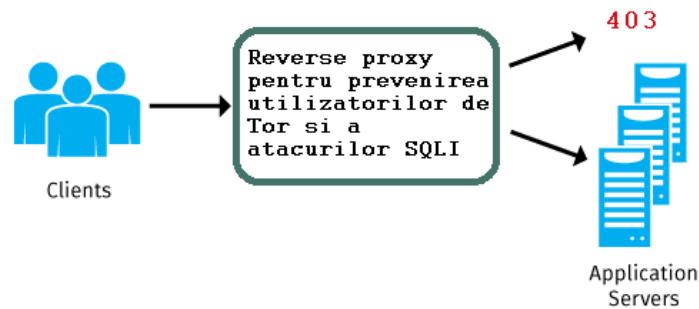 403
Reverse proxy
pentru prevenirea
utilizatorilor de
Tor si a
atacurilor SQLI
Clients
Application
Servers